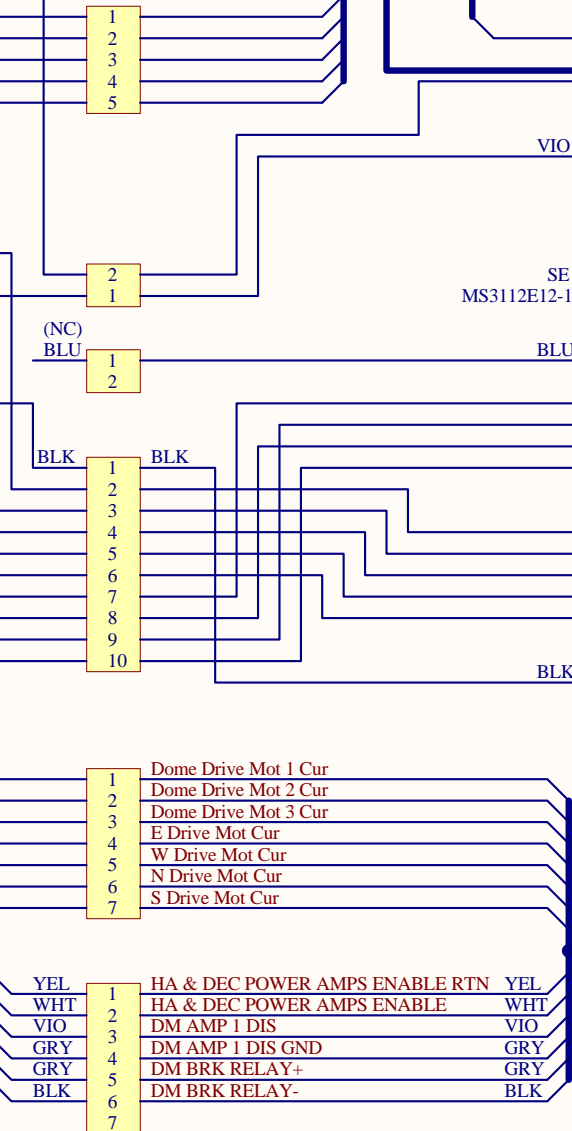 1
2
3
4
5
VIO
2
1
SE
MS3112E12-1
(NC)
BLU 1 BLU
2
BLK 1 BLK
2
3
4
5
6
7
8
9
10
BLK
1 Dome Drive Mot 1 Cur
2 Dome Drive Mot 2 Cur
3 Dome Drive Mot 3 Cur
4 E Drive Mot Cur
5 W Drive Mot Cur
6 N Drive Mot Cur
7 S Drive Mot Cur
YEL 1 HA & DEC POWER AMPS ENABLE RTN YEL
WHT 2 HA & DEC POWER AMPS ENABLE WHT
VIO 3 DM AMP 1 DIS VIO
GRY 4 DM AMP 1 DIS GND GRY
GRY 5 DM BRK RELAY+ GRY
BLK 6 DM BRK RELAY- BLK
7